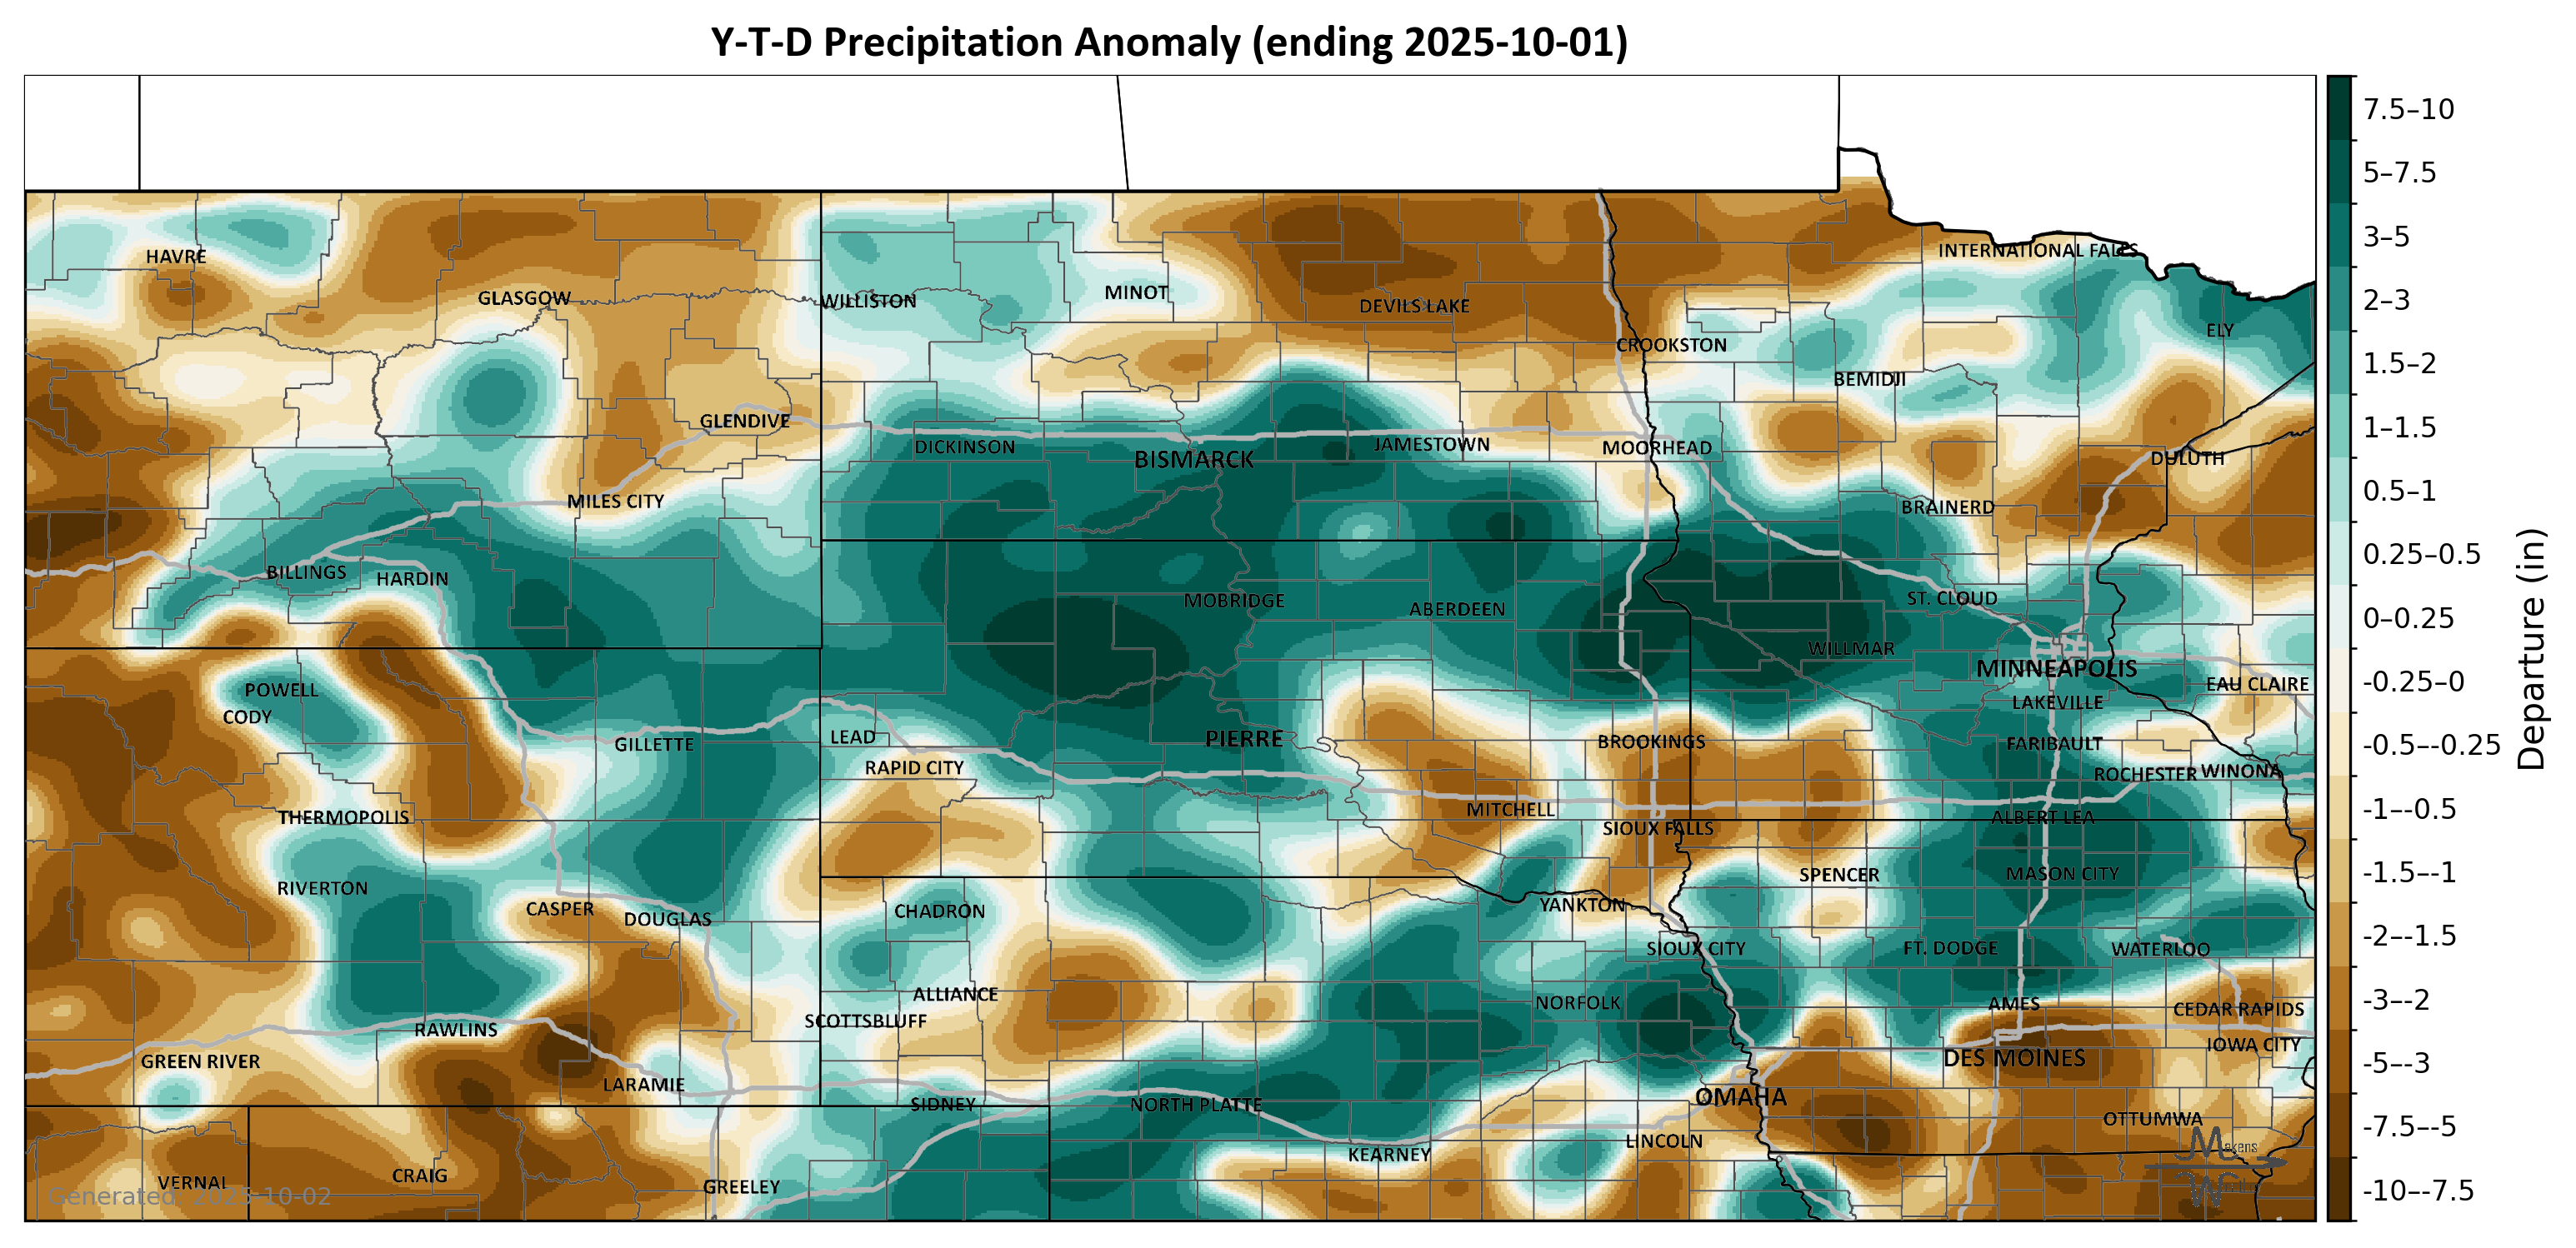 Y-T-D Precipitation Anomaly (ending 2025-10-01)
7.5–10
5–7.5
3–5
2–3
1.5–2
1–1.5
0.5–1
0.25–0.5
0–0.25
-0.25–0
-0.5–-0.25
-1–-0.5
-1.5–-1
-2–-1.5
-3–-2
-5–-3
-7.5–-5
-10–-7.5
Departure (in)
HAVRE
INTERNATIONAL FALLS
GLASGOW
WILLISTON
MINOT
DEVILS LAKE
ELY
CROOKSTON
BEMIDJI
GLENDIVE
DICKINSON
BISMARCK
JAMESTOWN
MOORHEAD
DULUTH
MILES CITY
BRAINERD
BILLINGS
HARDIN
MOBRIDGE
ABERDEEN
ST. CLOUD
WILLMAR
MINNEAPOLIS
POWELL
EAU CLAIRE
CODY
LAKEVILLE
GILLETTE
LEAD
PIERRE
BROOKINGS
FARIBAULT
RAPID CITY
ROCHESTER
WINONA
THERMOPOLIS
MITCHELL
ALBERT LEA
SIOUX FALLS
RIVERTON
SPENCER
MASON CITY
CASPER
DOUGLAS
CHADRON
YANKTON
SIOUX CITY
FT. DODGE
WATERLOO
ALLIANCE
NORFOLK
AMES
CEDAR RAPIDS
SCOTTSBLUFF
RAWLINS
GREEN RIVER
DES MOINES
IOWA CITY
LARAMIE
SIDNEY
NORTH PLATTE
OMAHA
OTTUMWA
LINCOLN
KEARNEY
Makens
Weather
VERNAL
CRAIG
GREELEY
Generated: 2025-10-02